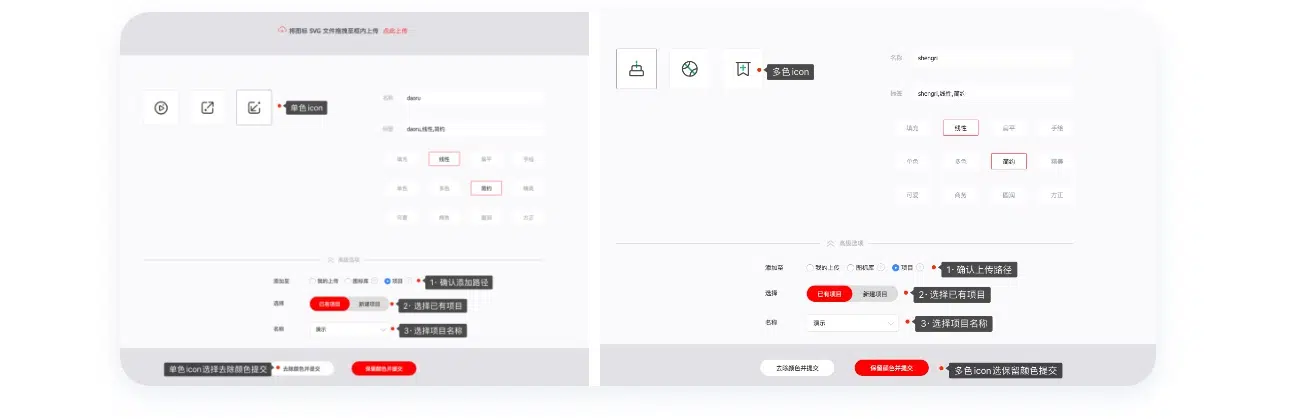 将图标 SVG 文件拖拽至框内上传 点此上传
单色icon
名称 daoru
标签 daoru,线性,简约
填充 线性 扁平 手绘
单色 多色 简约 精美
可爱 商务 圆润 方正
高级选项
添加至 我的上传 图标库 项目
1· 确认添加路径
选择 已有项目 新建项目
2· 选择已有项目
名称 演示
3· 选择项目名称
单色icon选择去除颜色提交
去除颜色并提交 保留颜色并提交
多色icon
名称 shengri
标签 shengri,线性,简约
填充 线性 扁平 手绘
单色 多色 简约 精美
可爱 商务 圆润 方正
高级选项
添加至 我的上传 图标库 项目
1· 确认上传路径
选择 已有项目 新建项目
2· 选择已有项目
名称 演示
3· 选择项目名称
去除颜色并提交 保留颜色并提交
多色icon选保留颜色提交